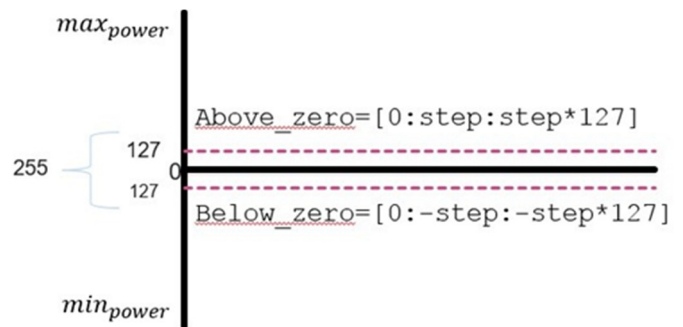 max_power
Above_zero=[0:step:step*127]
127
255
0
127
Below_zero=[0:-step:-step*127]
min_power